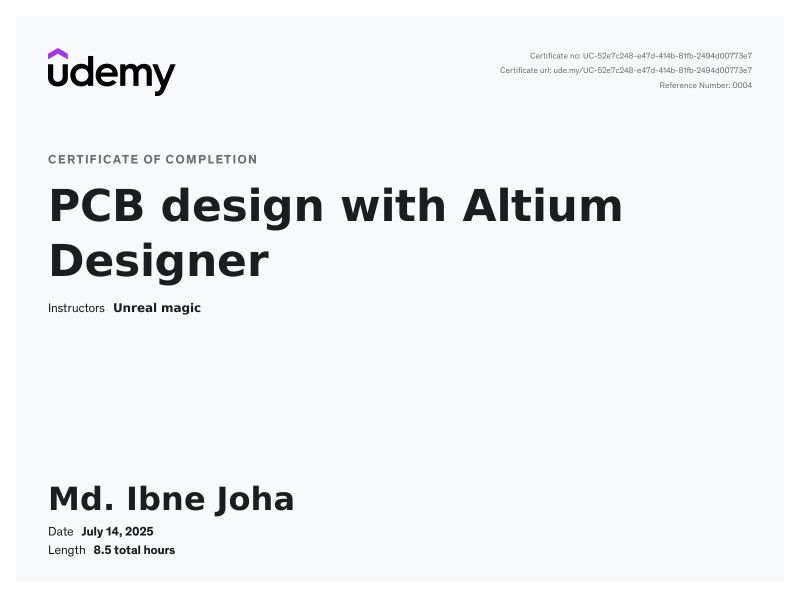 udemy
Certificate no: UC-52e7c248-e47d-414b-81fb-2494d00773e7
Certificate url: ude.my/UC-52e7c248-e47d-414b-81fb-2494d00773e7
Reference Number: 0004
CERTIFICATE OF COMPLETION
PCB design with Altium
Designer
Instructors Unreal magic
Md. Ibne Joha
Date July 14, 2025
Length 8.5 total hours